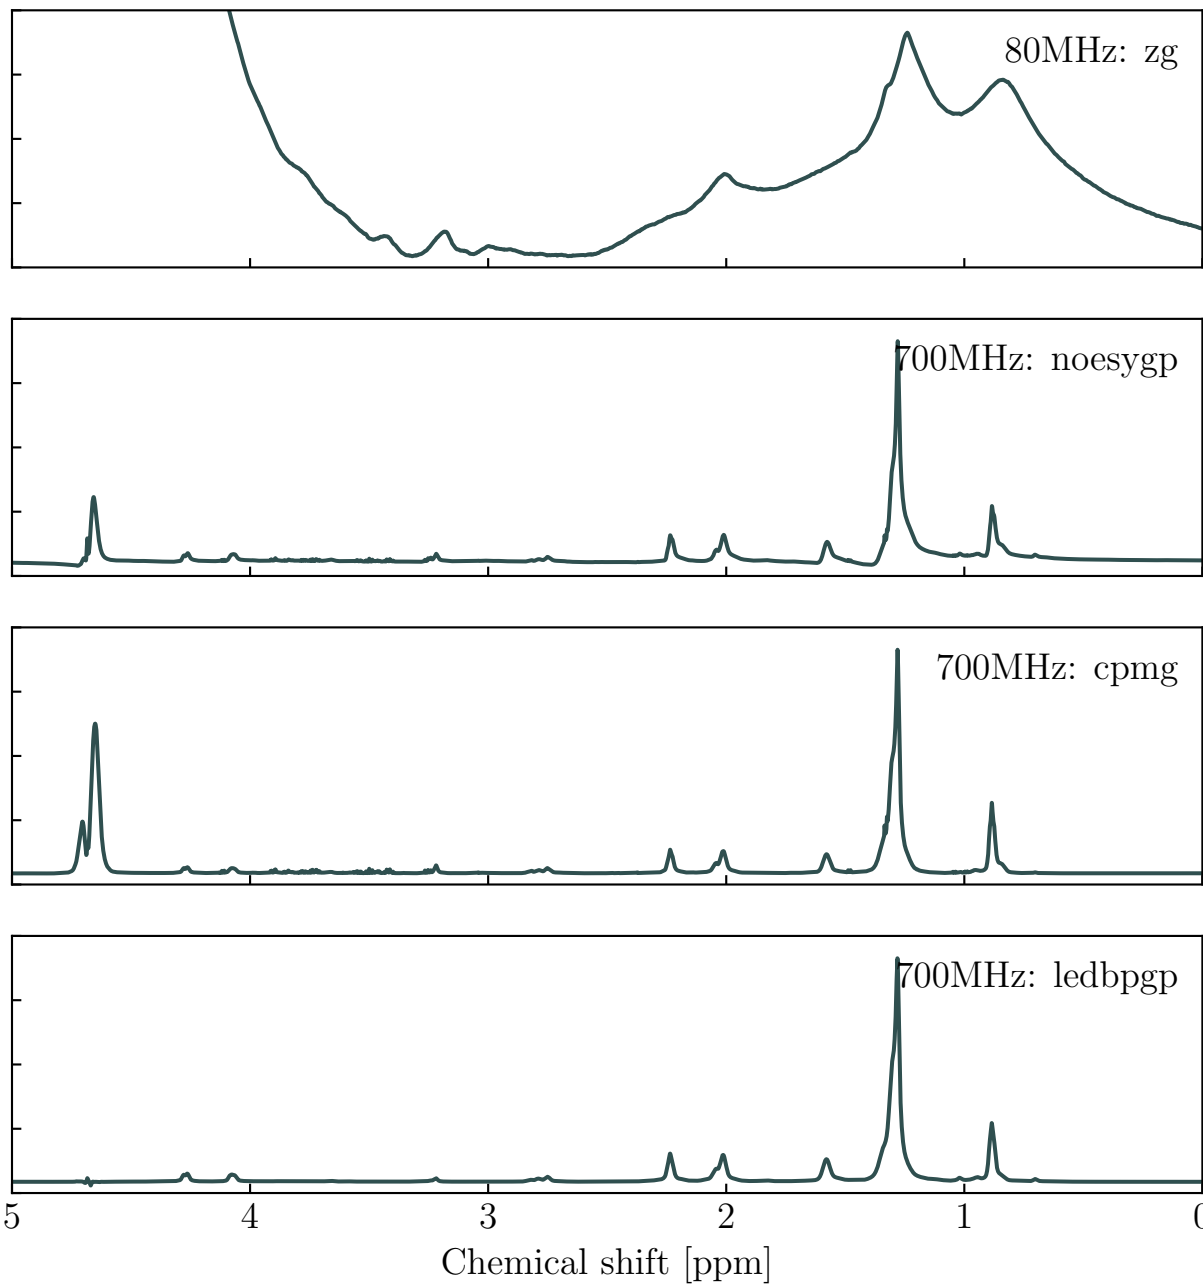 80MHz: zg
700MHz: noesygp
700MHz: cpmg
700MHz: ledbpgp
5 4 3 2 1 0
Chemical shift [ppm]